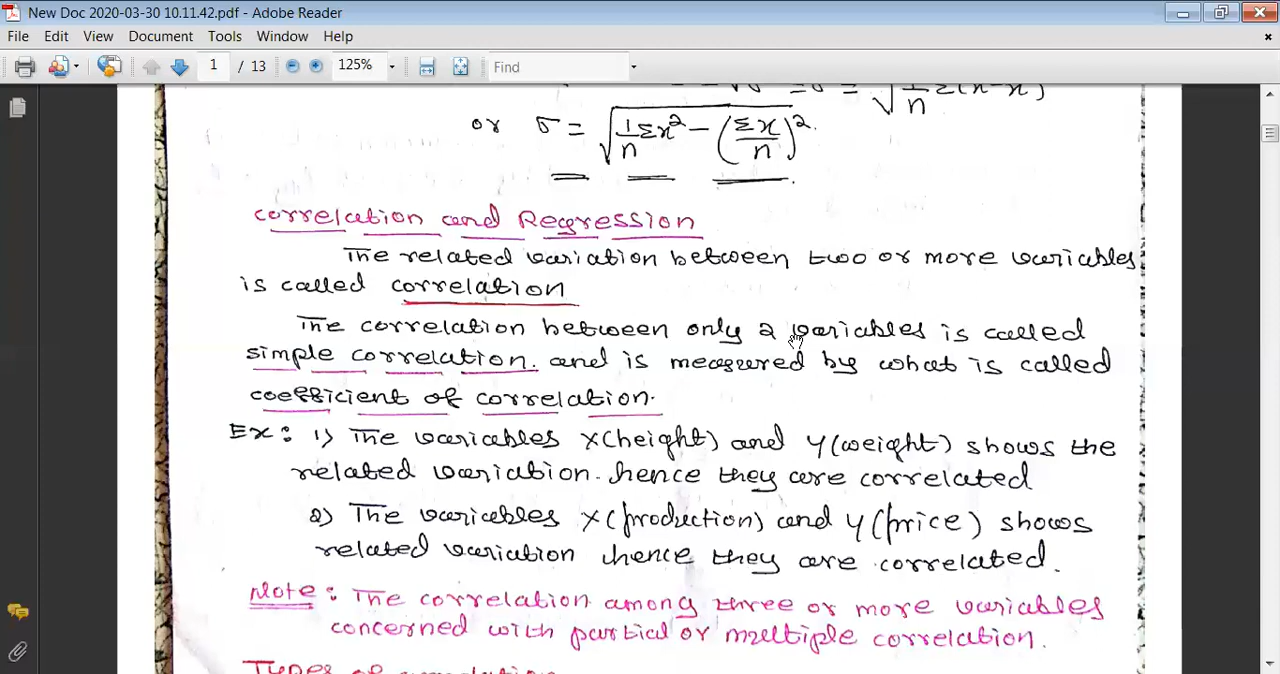 New Doc 2020-03-30 10.11.42.pdf - Adobe Reader
File Edit View Document Tools Window Help
1 / 13 125% Find
or σ = √(1/n Σx² - (Σx/n)²).
Correlation and Regression
The related variation between two or more variables
is called correlation
The correlation between only 2 variables is called
simple correlation. and is measured by what is called
coefficient of correlation.
Ex: 1) The variables X(height) and Y(weight) shows the
related variation. hence they are correlated
2) The variables X(production) and Y(price) shows
related variation hence they are correlated.
Note: The correlation among three or more variables
concerned with partial or multiple correlation.
Types of correlation